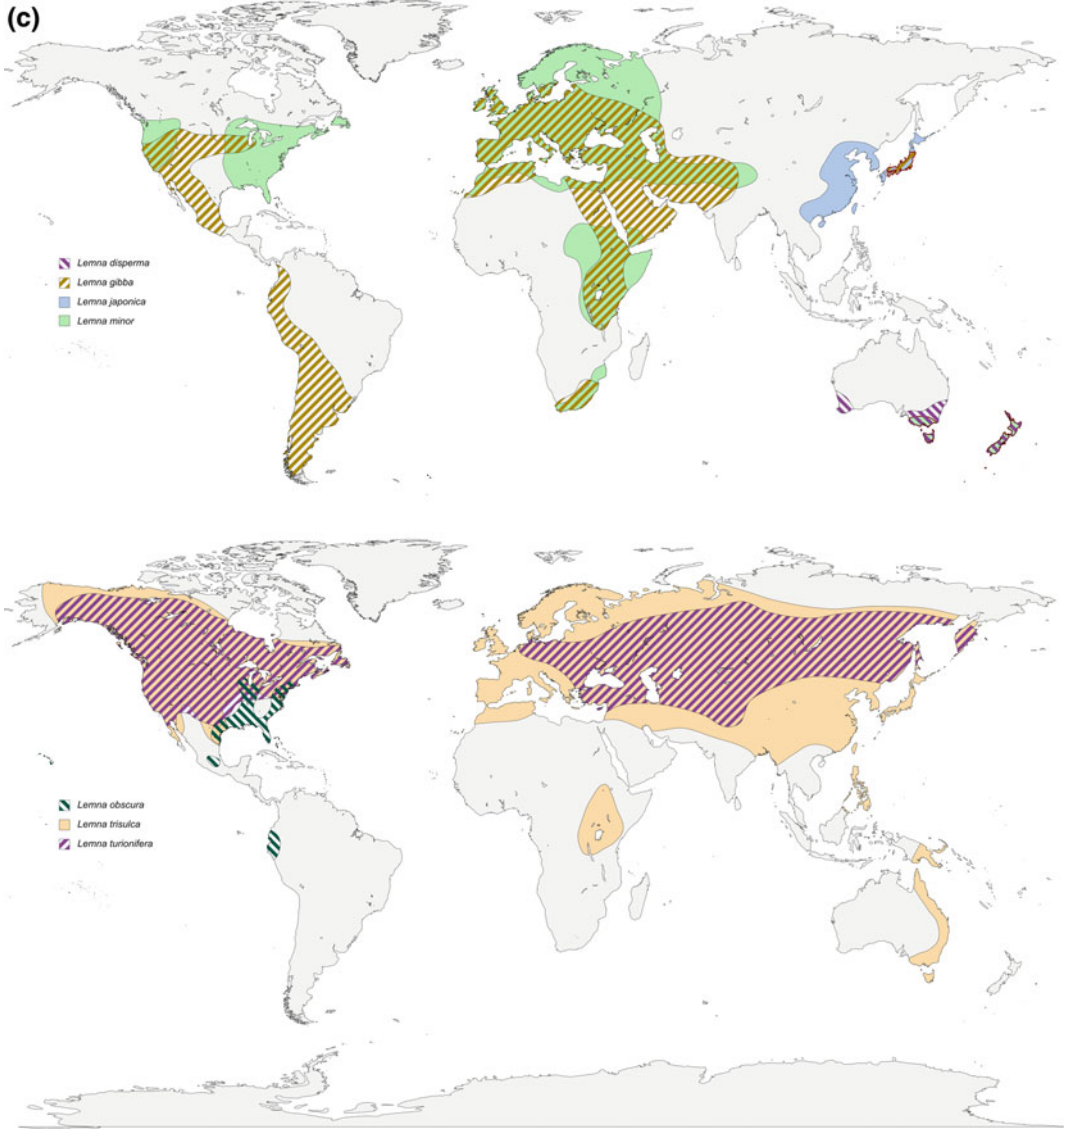 (c)
Lemna disperma
Lemna gibba
Lemna japonica
Lemna minor
Lemna obscura
Lemna trisulca
Lemna turionifera